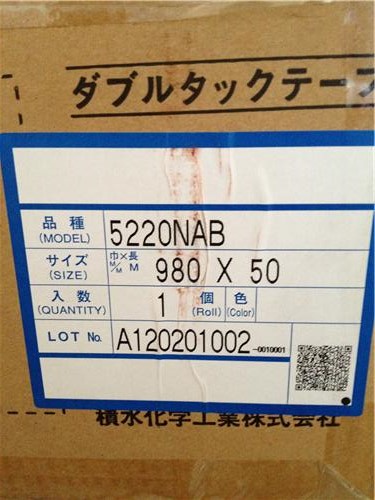 ダブルタックテープ
品種 (MODEL) 5220NAB
サイズ (SIZE) 巾×長 M/M M 980 X 50
入数 (QUANTITY) 1 個 (Roll) 色 (Color)
LOT No. A120201002-0010001
積水化学工業株式会社